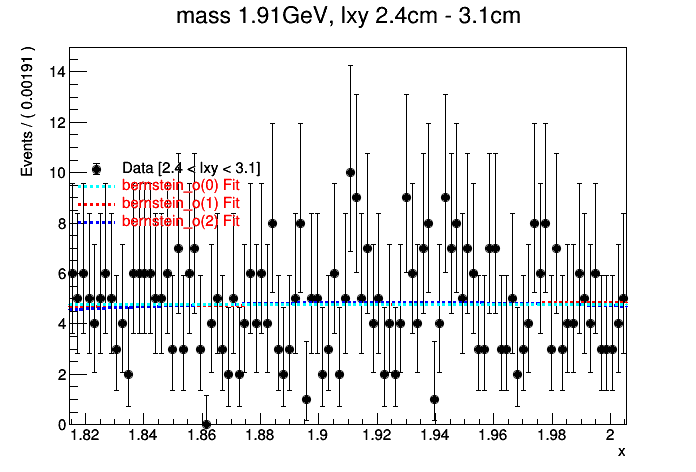 mass 1.91GeV, lxy 2.4cm - 3.1cm
Events / ( 0.00191 )
14
12
10
8
6
4
2
0
Data [2.4 < lxy < 3.1]
bernstein_o(0) Fit
bernstein_o(1) Fit
bernstein_o(2) Fit
1.82 1.84 1.86 1.88 1.9 1.92 1.94 1.96 1.98 2
x